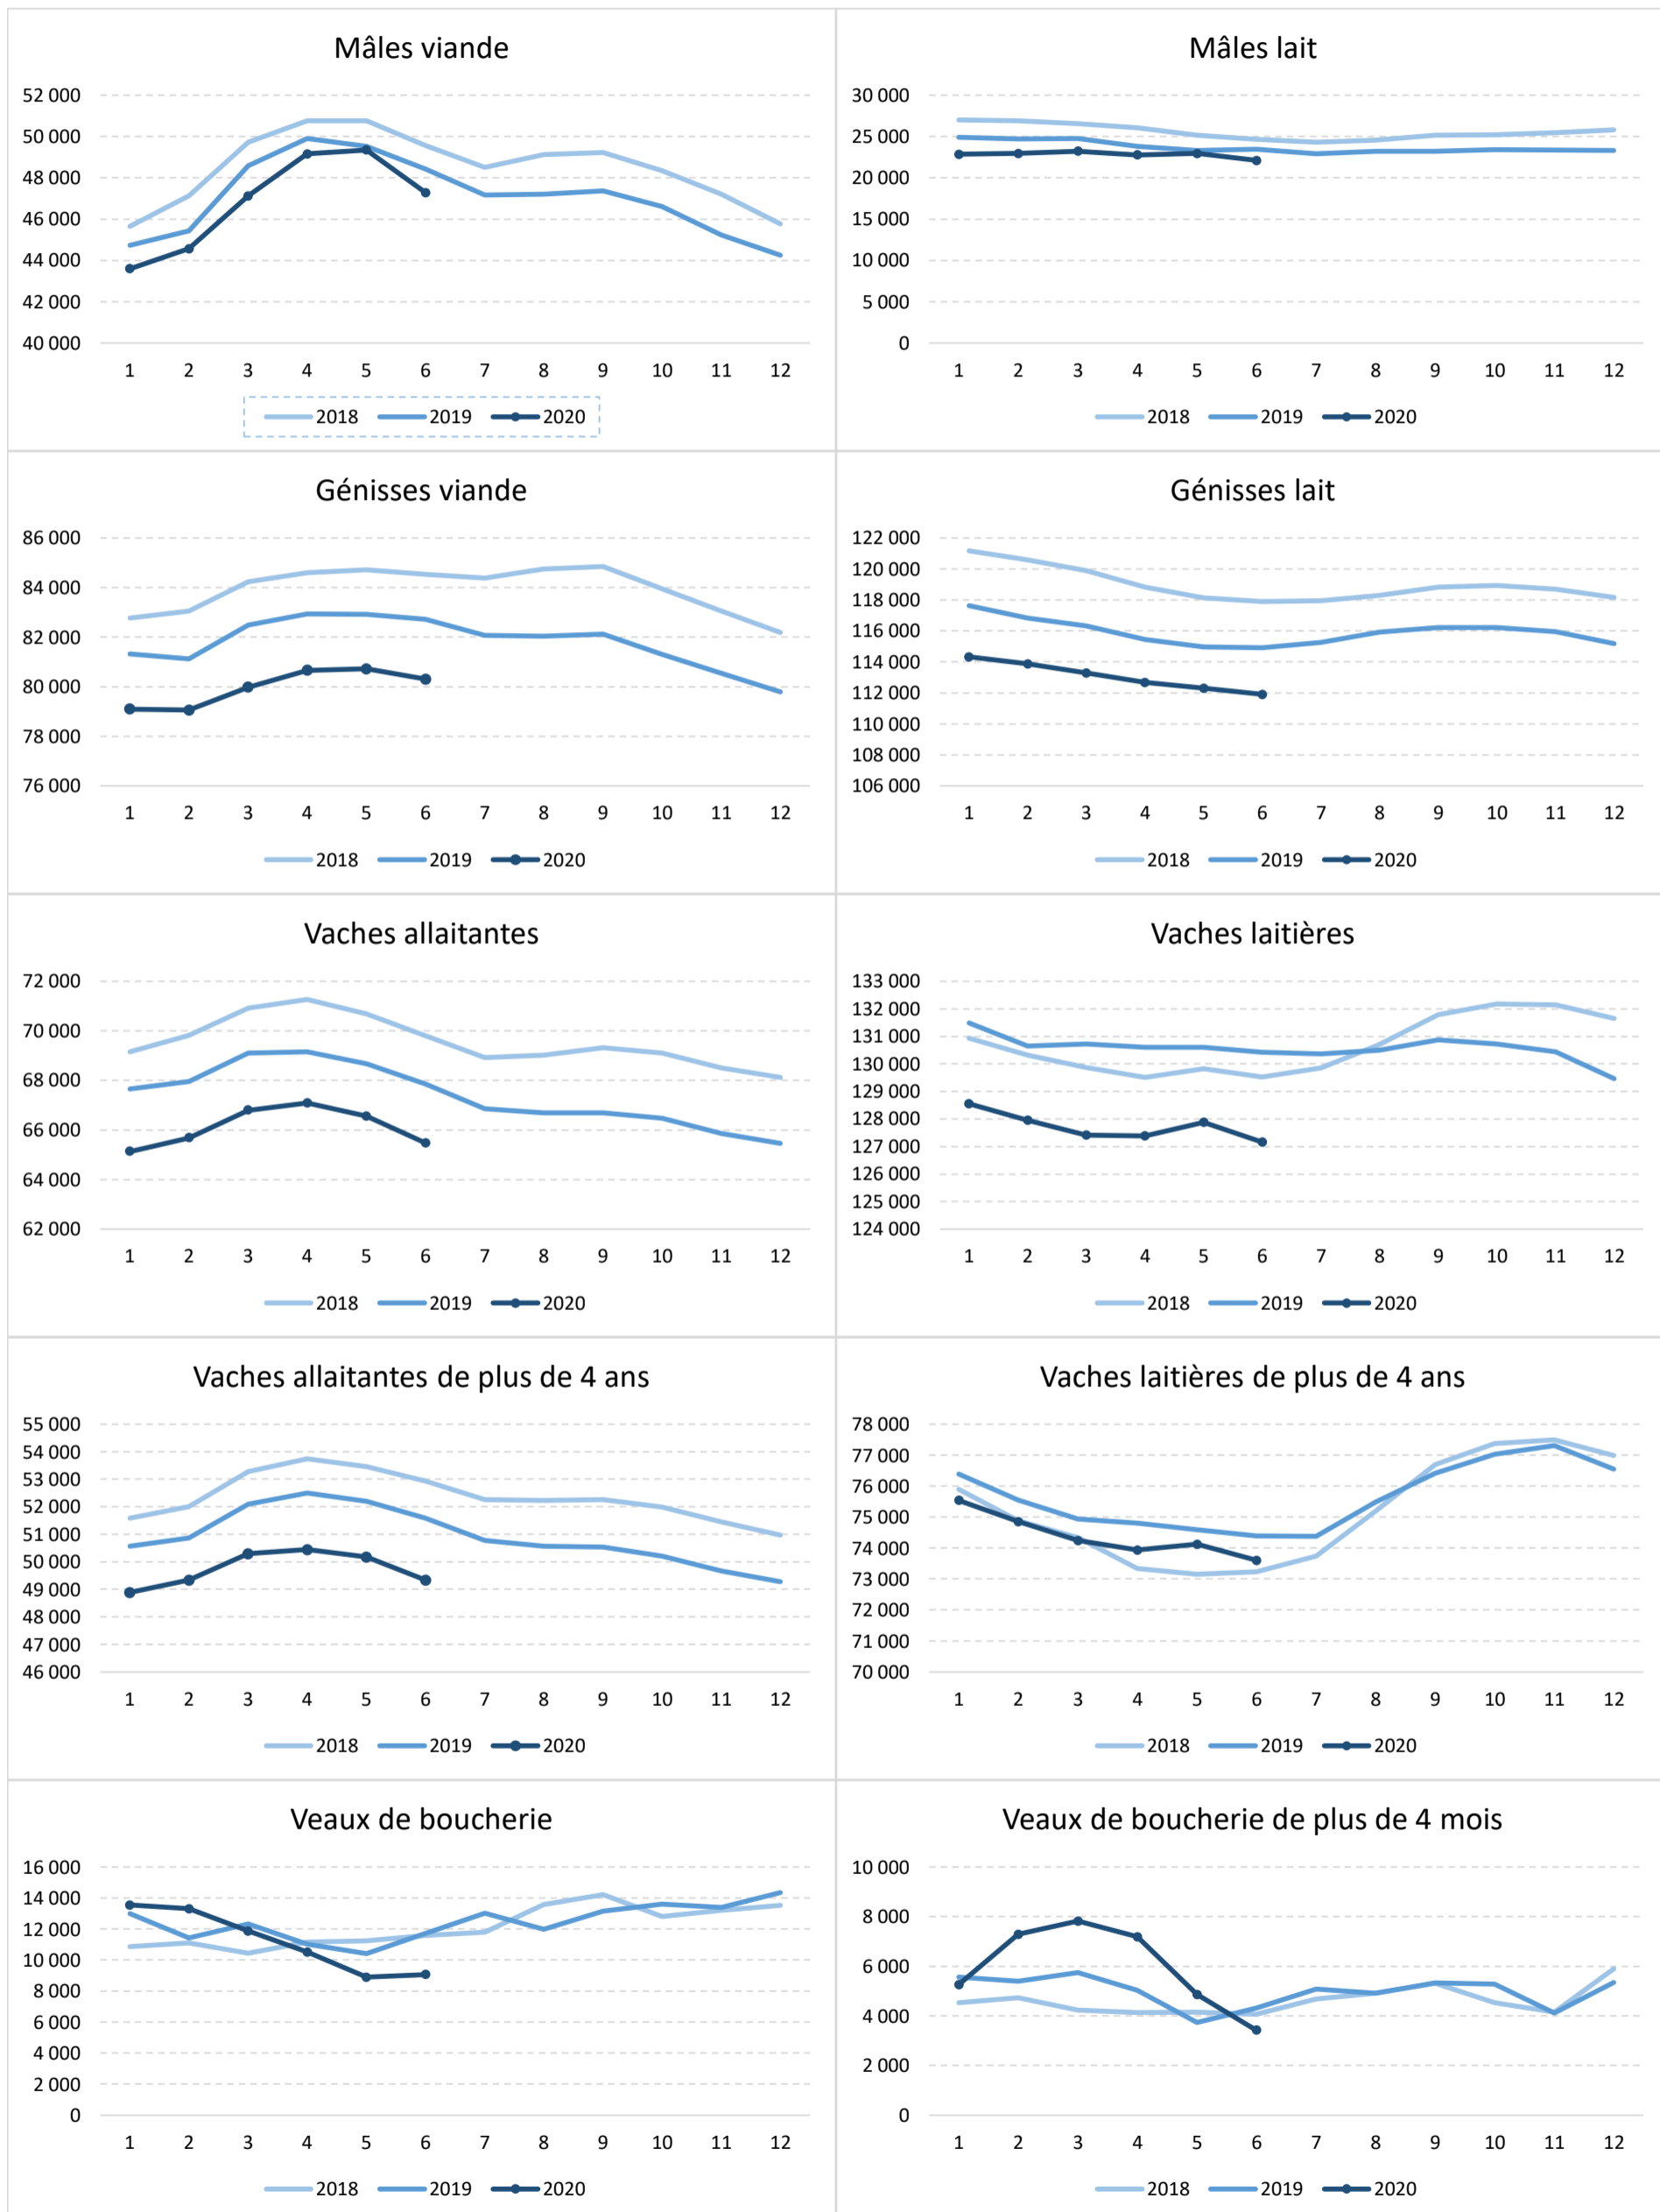 Mâles viande
52 000
50 000
48 000
46 000
44 000
42 000
40 000
1 2 3 4 5 6 7 8 9 10 11 12
2018 2019 2020
Mâles lait
30 000
25 000
20 000
15 000
10 000
5 000
0
1 2 3 4 5 6 7 8 9 10 11 12
2018 2019 2020
Génisses viande
86 000
84 000
82 000
80 000
78 000
76 000
1 2 3 4 5 6 7 8 9 10 11 12
2018 2019 2020
Génisses lait
122 000
120 000
118 000
116 000
114 000
112 000
110 000
108 000
106 000
1 2 3 4 5 6 7 8 9 10 11 12
2018 2019 2020
Vaches allaitantes
72 000
70 000
68 000
66 000
64 000
62 000
1 2 3 4 5 6 7 8 9 10 11 12
2018 2019 2020
Vaches laitières
133 000
132 000
131 000
130 000
129 000
128 000
127 000
126 000
125 000
124 000
1 2 3 4 5 6 7 8 9 10 11 12
2018 2019 2020
Vaches allaitantes de plus de 4 ans
55 000
54 000
53 000
52 000
51 000
50 000
49 000
48 000
47 000
46 000
1 2 3 4 5 6 7 8 9 10 11 12
2018 2019 2020
Vaches laitières de plus de 4 ans
78 000
77 000
76 000
75 000
74 000
73 000
72 000
71 000
70 000
1 2 3 4 5 6 7 8 9 10 11 12
2018 2019 2020
Veaux de boucherie
16 000
14 000
12 000
10 000
8 000
6 000
4 000
2 000
0
1 2 3 4 5 6 7 8 9 10 11 12
2018 2019 2020
Veaux de boucherie de plus de 4 mois
10 000
8 000
6 000
4 000
2 000
0
1 2 3 4 5 6 7 8 9 10 11 12
2018 2019 2020